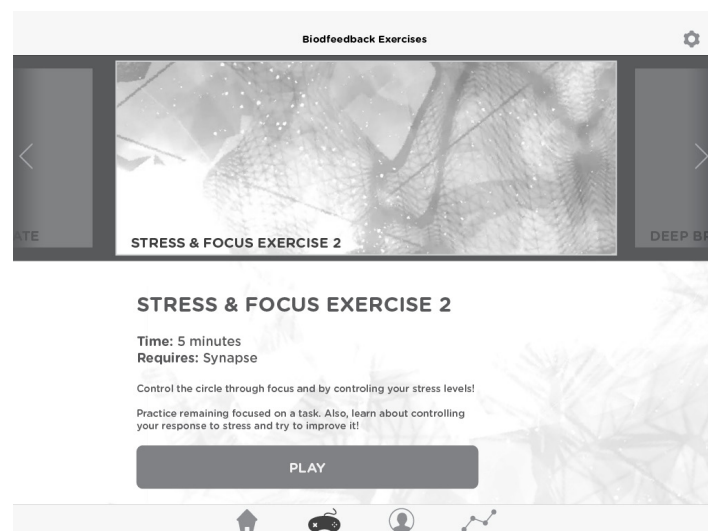 Biodfeedback Exercises
ATE
STRESS & FOCUS EXERCISE 2
DEEP BR
STRESS & FOCUS EXERCISE 2
Time: 5 minutes
Requires: Synapse
Control the circle through focus and by controling your stress levels!
Practice remaining focused on a task. Also, learn about controlling
your response to stress and try to improve it!
PLAY